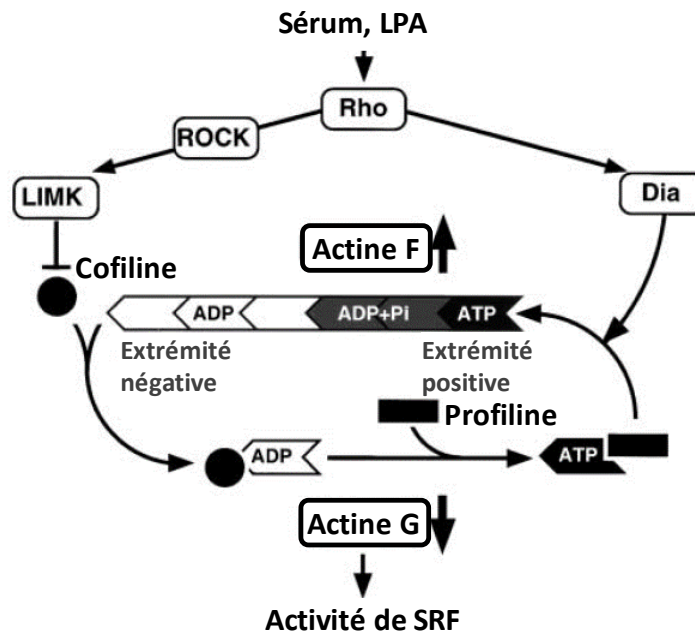 Sérum, LPA
Rho
ROCK
LIMK
Dia
Actine F
Cofiline
ADP
ADP+Pi
ATP
Extrémité
négative
Extrémité
positive
Profiline
ADP
ATP
Actine G
Activité de SRF